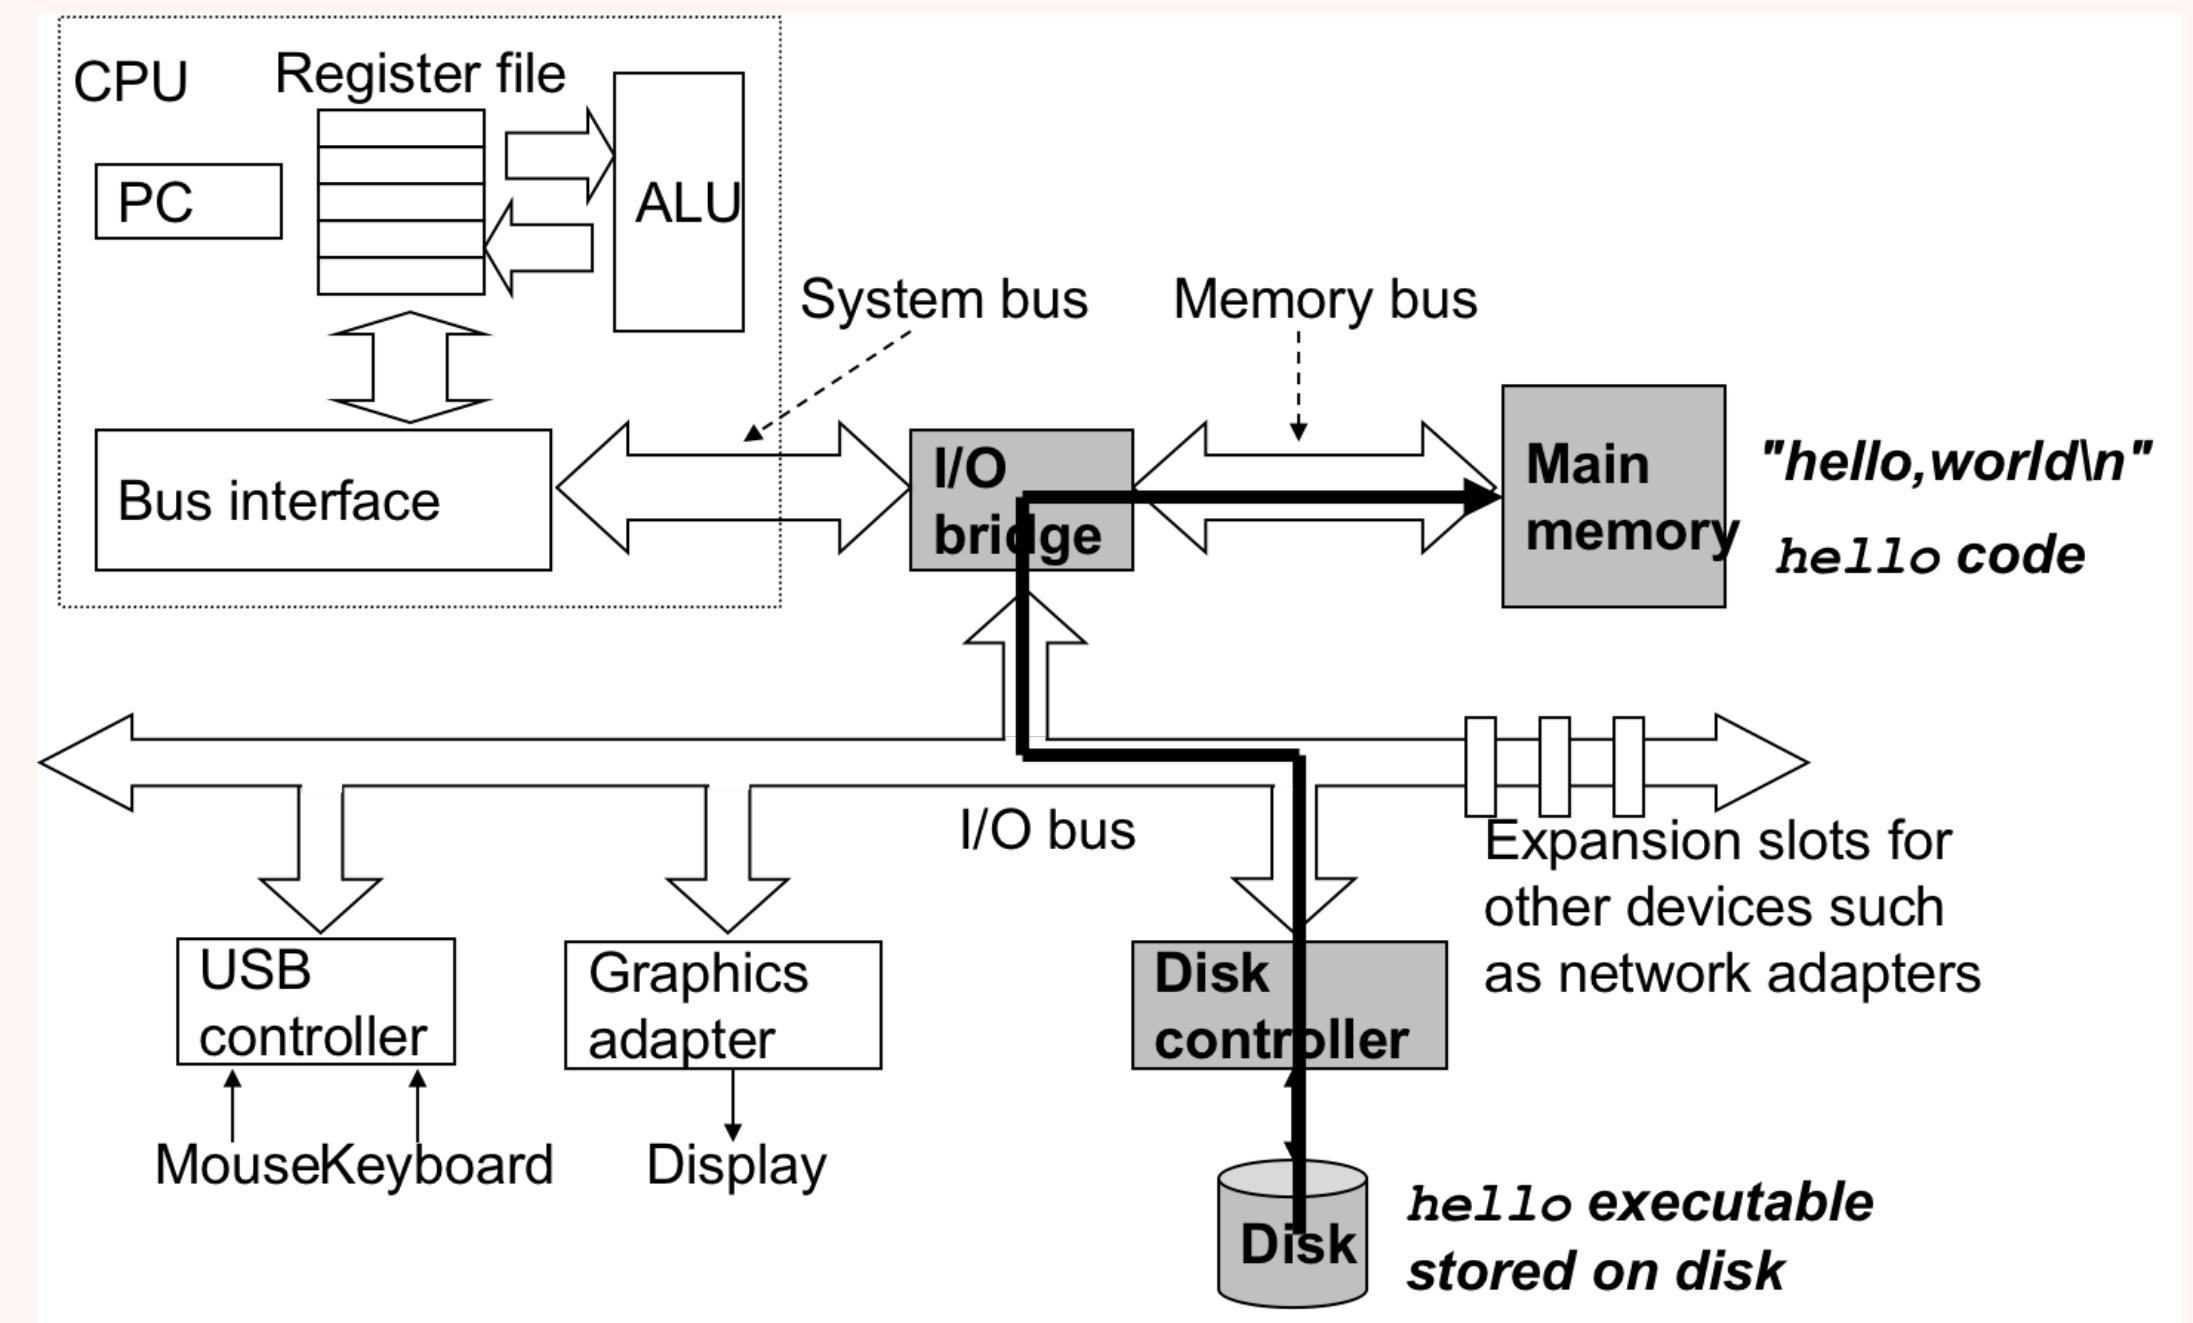 CPU
Register file
PC
ALU
System bus
Memory bus
Bus interface
I/O
bridge
Main
memory
"hello,world\n"
hello code
I/O bus
Expansion slots for
other devices such
as network adapters
USB
controller
Graphics
adapter
Disk
controller
Mouse
Keyboard
Display
Disk
hello executable
stored on disk